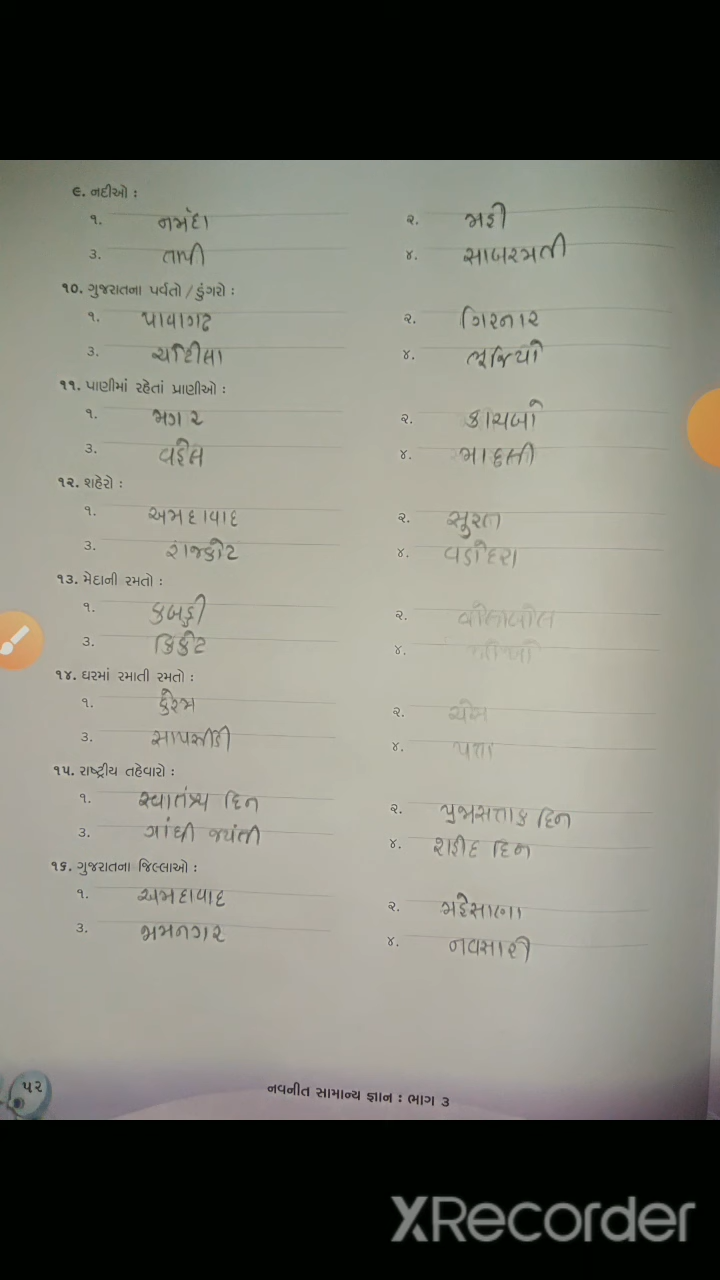 ૯. નદીઓ :
૧. નર્મદા ૨. મહી
૩. તાપી ૪. સાબરમતી
૧૦. ગુજરાતના પર્વતો / ડુંગરો :
૧. પાવાગઢ ૨. ગિરનાર
૩. ચોટીલા ૪. ભૂજિયો
૧૧. પાણીમાં રહેતાં પ્રાણીઓ :
૧. મગર ૨. કાચબો
૩. વ્હેલ ૪. માછલી
૧૨. શહેરો :
૧. અમદાવાદ ૨. સુરત
૩. રાજકોટ ૪. વડોદરા
૧૩. મેદાની રમતો :
૧. કબડ્ડી ૨. વોલીબોલ
૩. ક્રિકેટ ૪.
૧૪. ઘરમાં રમાતી રમતો :
૧. કેરમ ૨. ચેસ
૩. સાપસીડી ૪. પત્તા
૧૫. રાષ્ટ્રીય તહેવારો :
૧. સ્વાતંત્ર્ય દિન ૨. પ્રજાસત્તાક દિન
૩. ગાંધી જયંતી ૪. શહીદ દિન
૧૬. ગુજરાતના જિલ્લાઓ :
૧. અમદાવાદ ૨. મહેસાણા
૩. જામનગર ૪. નવસારી
૫૨ નવનીત સામાન્ય જ્ઞાન : ભાગ ૩
XRecorder